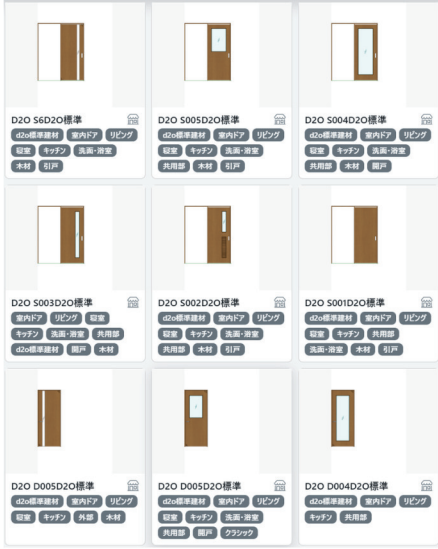 D2O S6D2O標準
d2o標準建材 室内ドア リビング
寝室 キッチン 洗面・浴室
木材 引戸
D2O S005D2O標準
d2o標準建材 室内ドア リビング
寝室 キッチン 洗面・浴室
共用部 木材 引戸
D2O S004D2O標準
d2o標準建材 室内ドア リビング
寝室 キッチン 洗面・浴室
共用部 木材 開戸
D2O S003D2O標準
室内ドア リビング 寝室
キッチン 洗面・浴室 共用部
d2o標準建材 開戸 木材
D2O S002D2O標準
d2o標準建材 室内ドア リビング
寝室 キッチン 洗面・浴室
共用部 木材 引戸
D2O S001D2O標準
d2o標準建材 室内ドア リビング
寝室 キッチン 共用部
洗面・浴室 木材 引戸
D2O D005D2O標準
d2o標準建材 室内ドア リビング
寝室 キッチン 外部 木材
D2O D005D2O標準
d2o標準建材 室内ドア リビング
寝室 キッチン 洗面・浴室
共用部 開戸 クラシック
D2O D004D2O標準
d2o標準建材 室内ドア リビング
キッチン 共用部